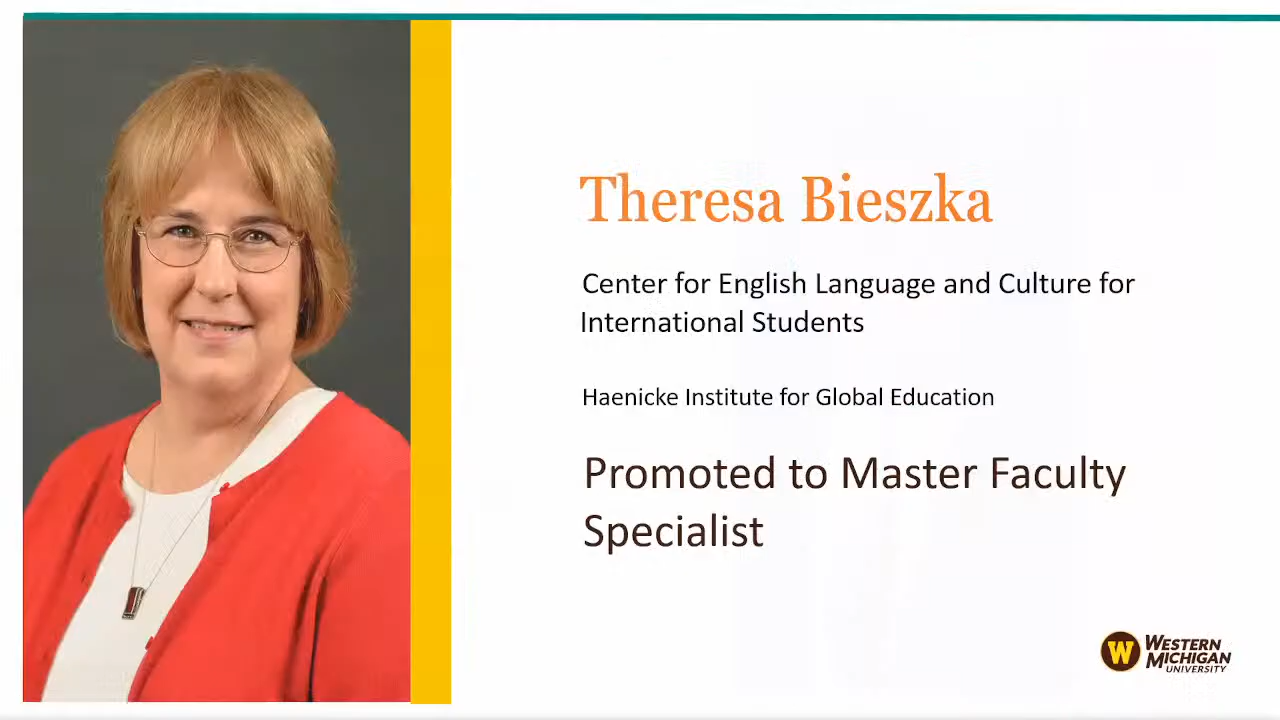 Theresa Bieszka
Center for English Language and Culture for
International Students
Haenicke Institute for Global Education
Promoted to Master Faculty
Specialist
W
WESTERN
MICHIGAN
UNIVERSITY